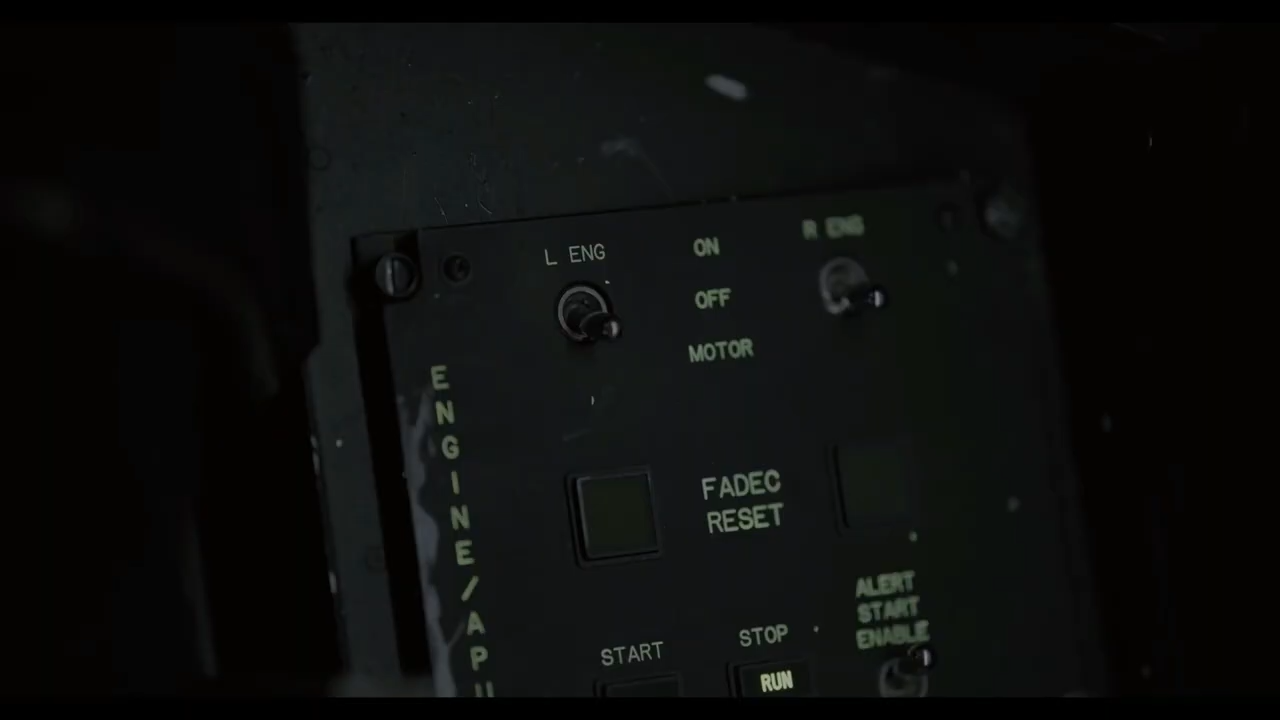 L ENG
ON
R ENG
OFF
MOTOR
ENGINE/APU
FADEC
RESET
ALERT
START
ENABLE
START
STOP
RUN